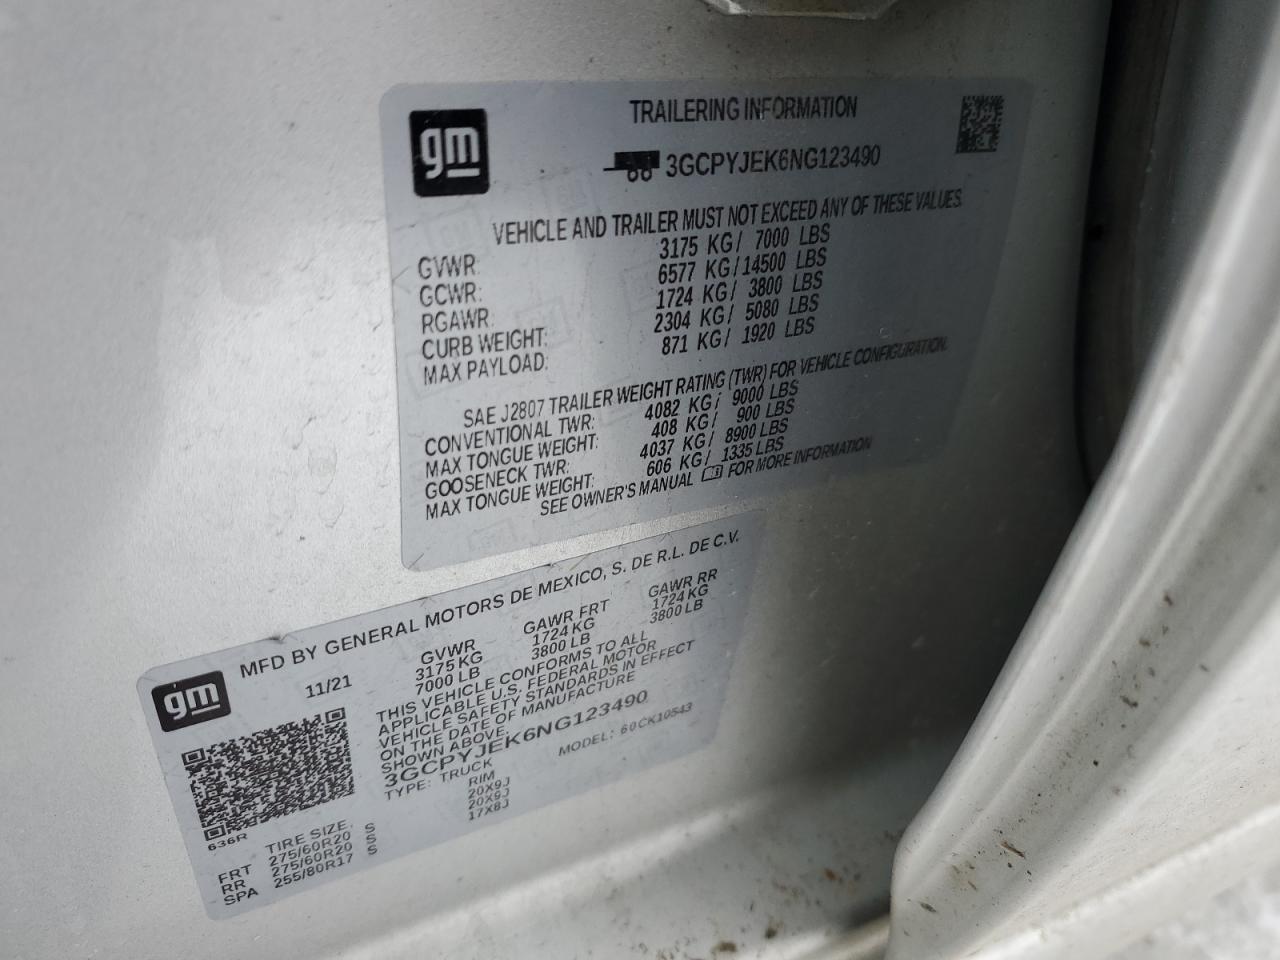 gm
TRAILERING INFORMATION
3GCPYJEK6NG123490
VEHICLE AND TRAILER MUST NOT EXCEED ANY OF THESE VALUES.
GVWR: 3175 KG/ 7000 LBS
GCWR: 6577 KG/14500 LBS
RGAWR: 1724 KG/ 3800 LBS
CURB WEIGHT: 2304 KG/ 5080 LBS
MAX PAYLOAD: 871 KG/ 1920 LBS
SAE J2807 TRAILER WEIGHT RATING (TWR) FOR VEHICLE CONFIGURATION.
CONVENTIONAL TWR: 4082 KG/ 9000 LBS
MAX TONGUE WEIGHT: 408 KG/ 900 LBS
GOOSENECK TWR: 4037 KG/ 8900 LBS
MAX TONGUE WEIGHT: 606 KG/ 1335 LBS
SEE OWNER'S MANUAL FOR MORE INFORMATION
gm
MFD BY GENERAL MOTORS DE MEXICO, S. DE R.L. DE C.V.
11/21 GVWR GAWR FRT GAWR RR
3175 KG 1724 KG 1724 KG
7000 LB 3800 LB 3800 LB
THIS VEHICLE CONFORMS TO ALL
APPLICABLE U.S. FEDERAL MOTOR
VEHICLE SAFETY STANDARDS IN EFFECT
ON THE DATE OF MANUFACTURE
SHOWN ABOVE.
3GCPYJEK6NG123490
TYPE: TRUCK MODEL: 60CK10543
636R
TIRE SIZE. RIM
FRT 275/60R20 S 20X9J
RR 275/60R20 S 20X9J
SPA 255/80R17 S 17X8J